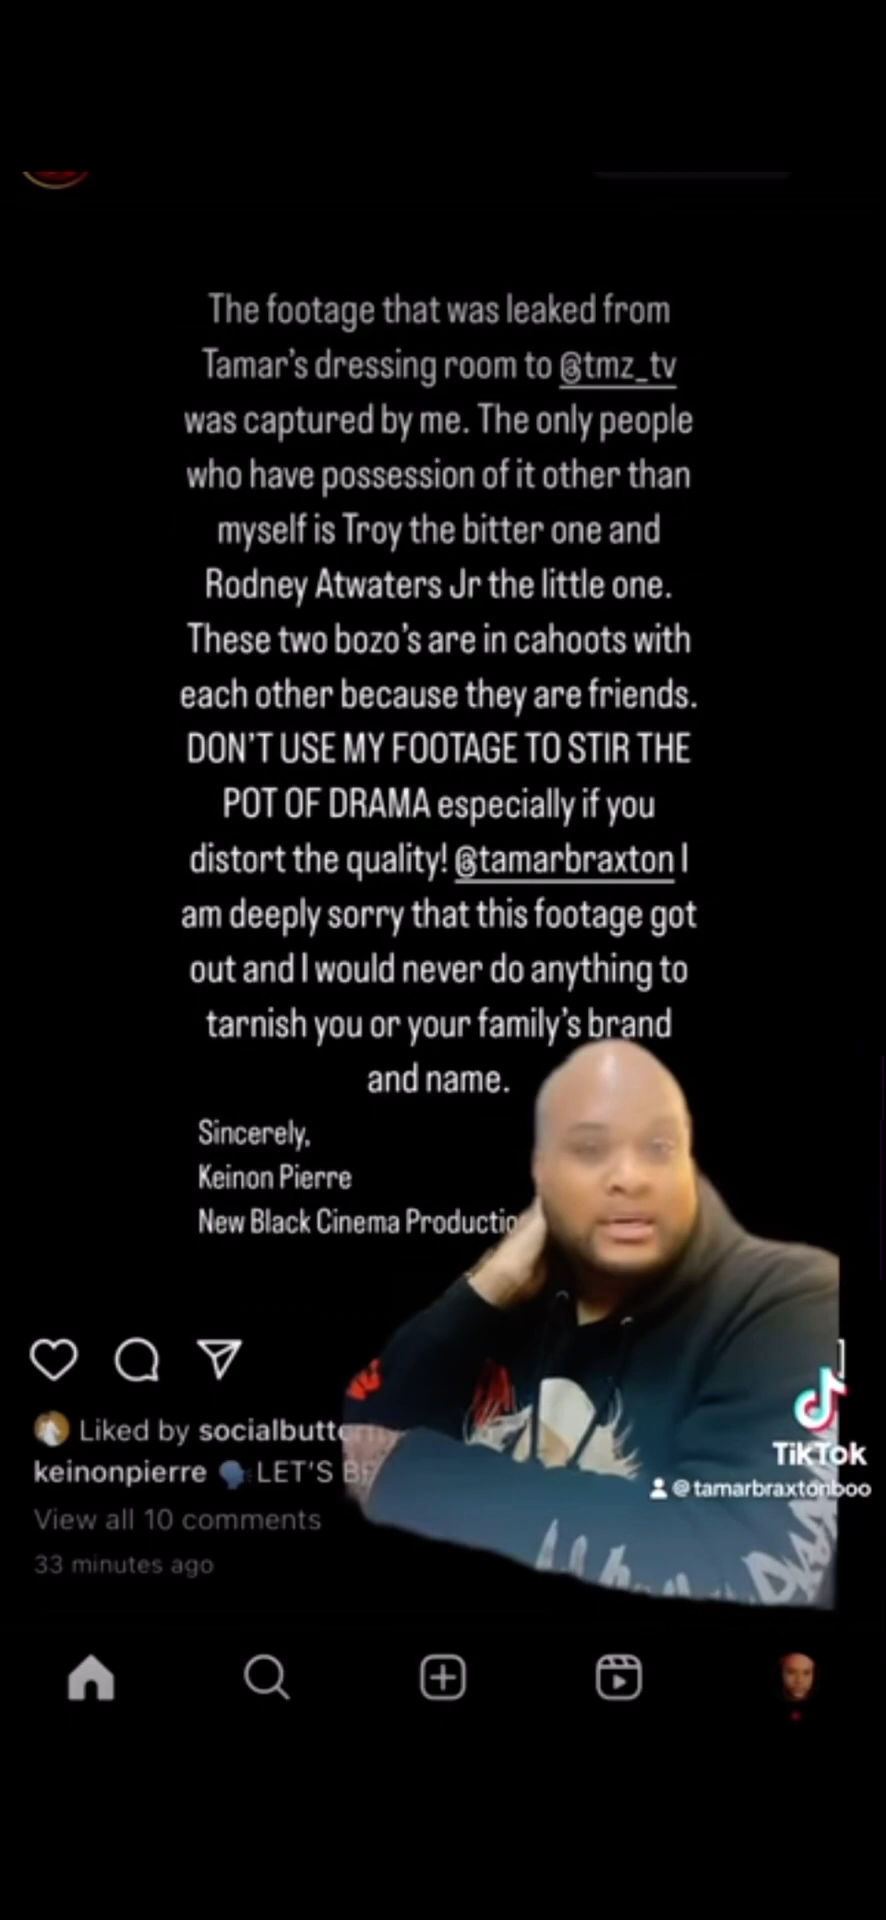 The footage that was leaked from
Tamar's dressing room to @tmz_tv
was captured by me. The only people
who have possession of it other than
myself is Troy the bitter one and
Rodney Atwaters Jr the little one.
These two bozo's are in cahoots with
each other because they are friends.
DON'T USE MY FOOTAGE TO STIR THE
POT OF DRAMA especially if you
distort the quality! @tamarbraxton I
am deeply sorry that this footage got
out and I would never do anything to
tarnish you or your family's brand
and name.
Sincerely,
Keinon Pierre
New Black Cinema
Liked by
keinonpierre LET'S
View all 10 comments
33 minutes ago
TikTok
@tamarbraxtonboo